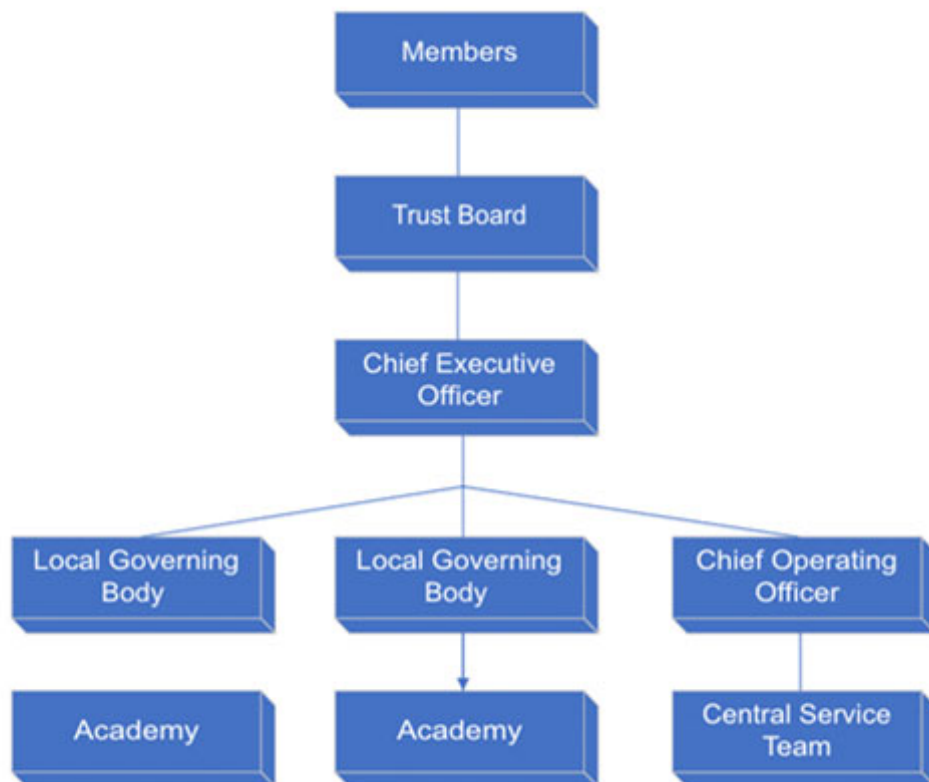 Members
Trust Board
Chief Executive
Officer
Local Governing
Body
Local Governing
Body
Chief Operating
Officer
Academy
Academy
Central Service
Team